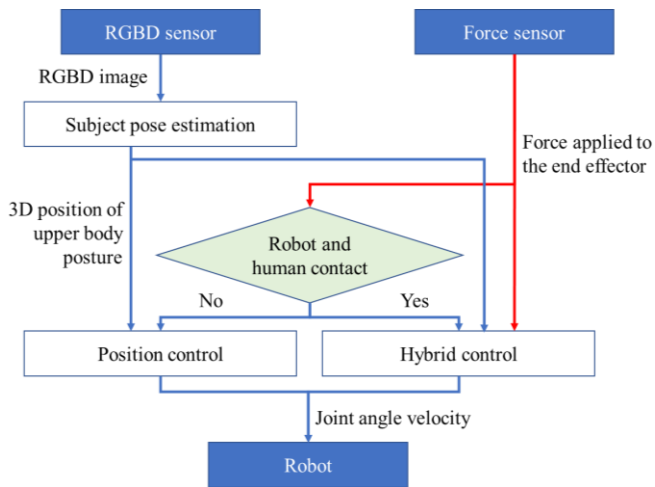 RGBD sensor
Force sensor
RGBD image
Subject pose estimation
Force applied to
the end effector
3D position of
upper body
posture
Robot and
human contact
No
Yes
Position control
Hybrid control
Joint angle velocity
Robot